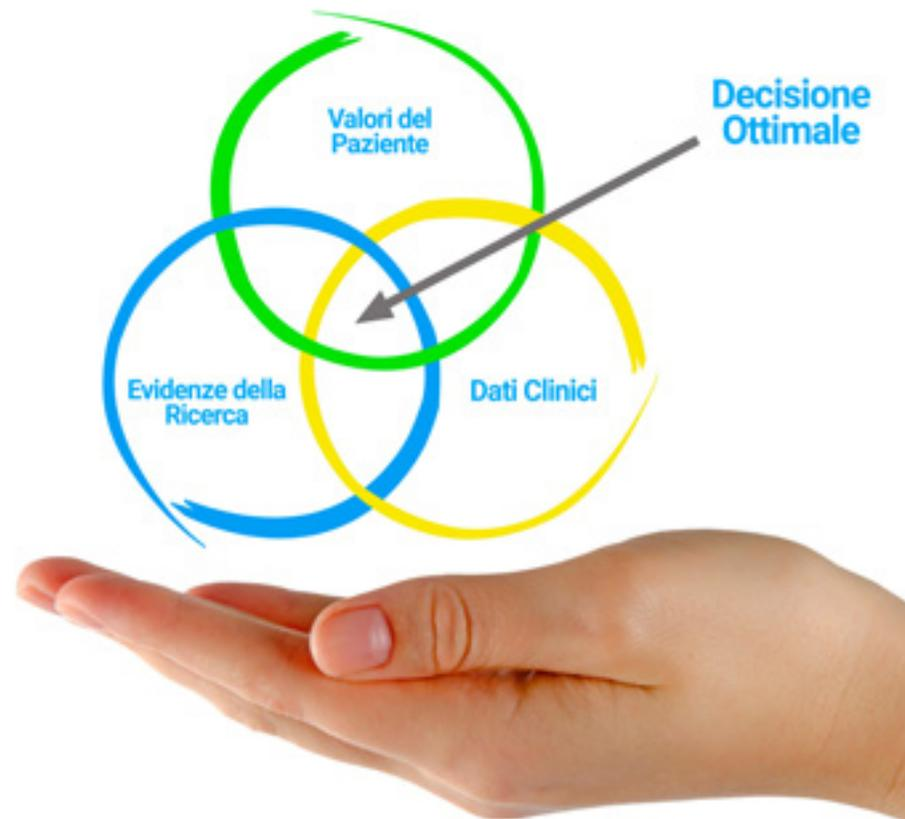 Valori del
Paziente
Decisione
Ottimale
Evidenze della
Ricerca
Dati Clinici